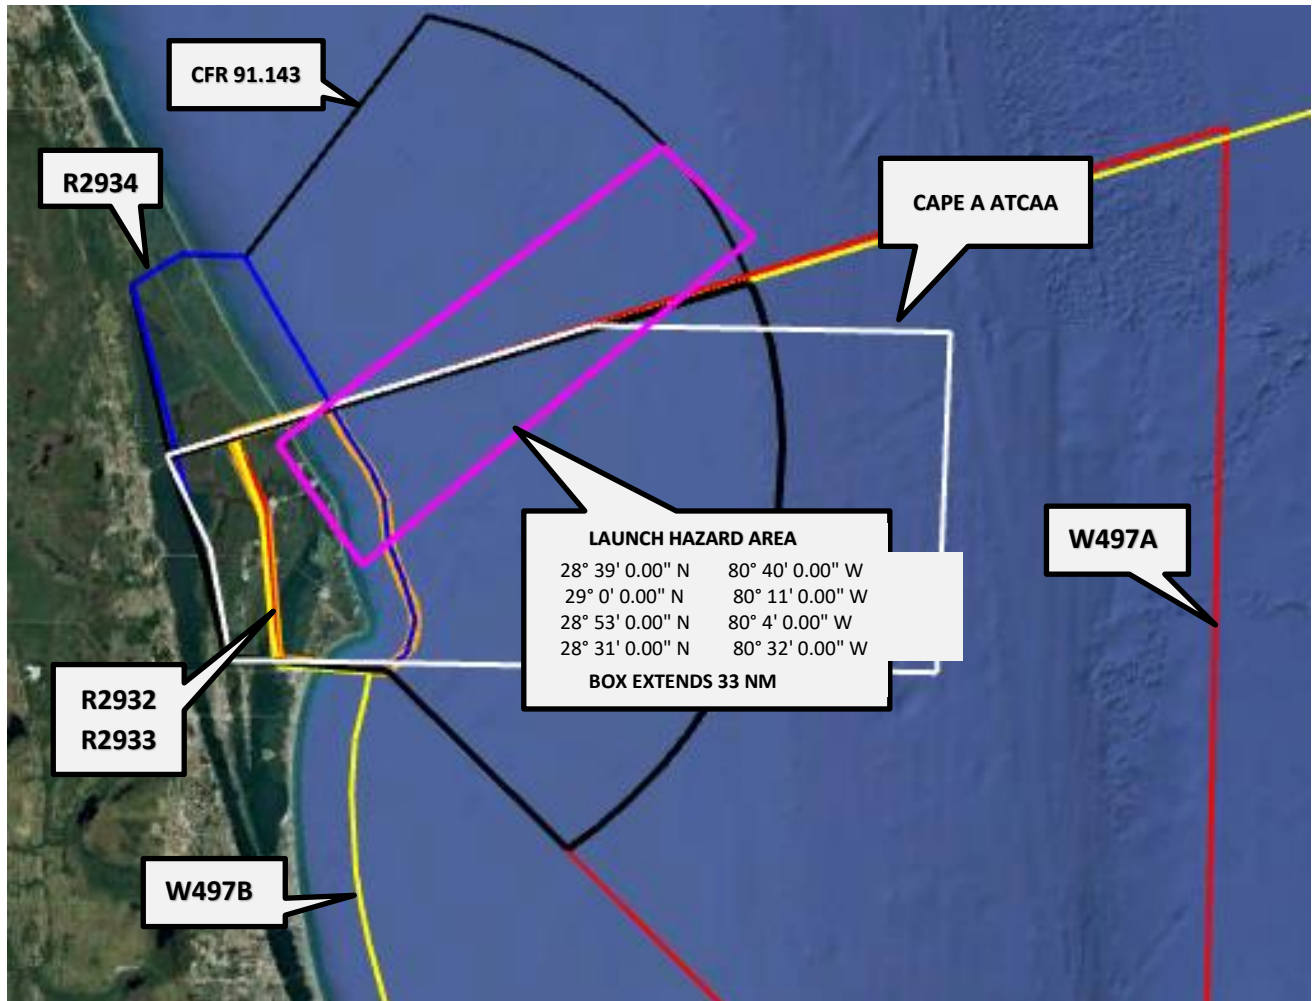 CFR 91.143
R2934
CAPE A ATCAA
LAUNCH HAZARD AREA
28° 39' 0.00" N 80° 40' 0.00" W
29° 0' 0.00" N 80° 11' 0.00" W
28° 53' 0.00" N 80° 4' 0.00" W
28° 31' 0.00" N 80° 32' 0.00" W
BOX EXTENDS 33 NM
W497A
R2932
R2933
W497B